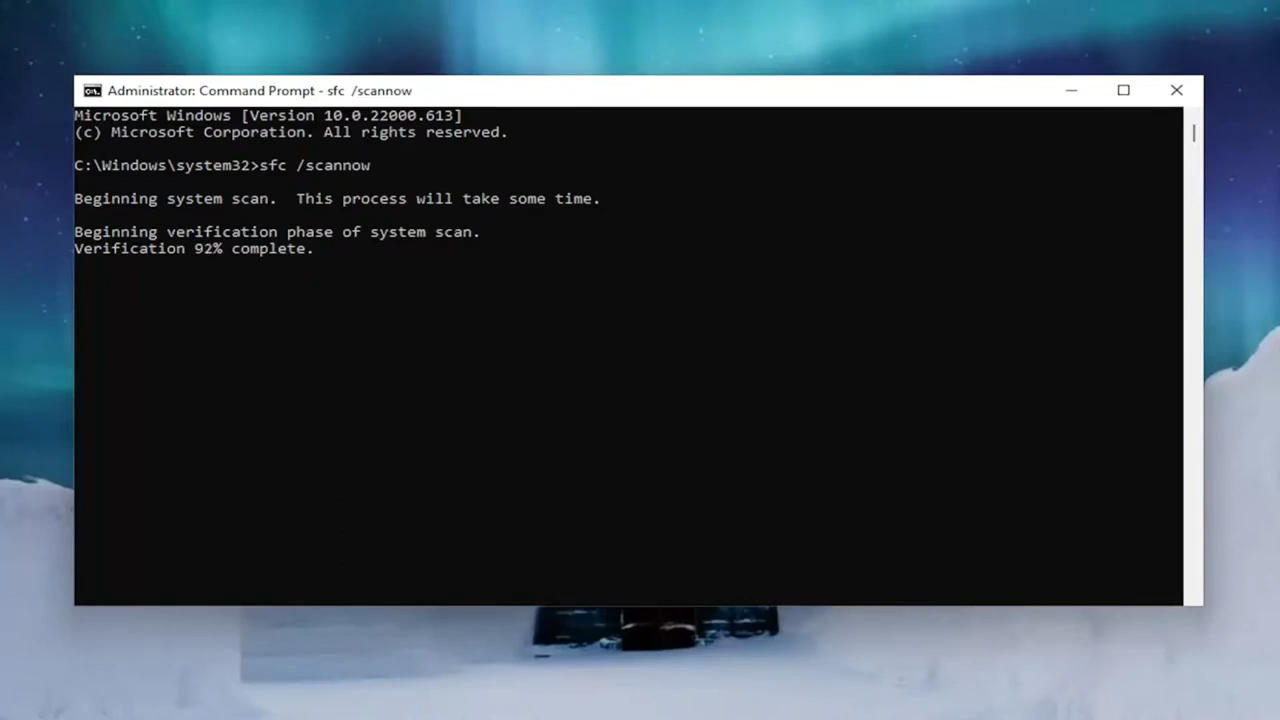 Administrator: Command Prompt - sfc  /scannow
Microsoft Windows [Version 10.0.22000.613]
(c) Microsoft Corporation. All rights reserved.
C:\Windows\system32>sfc /scannow
Beginning system scan.  This process will take some time.
Beginning verification phase of system scan.
Verification 92% complete.